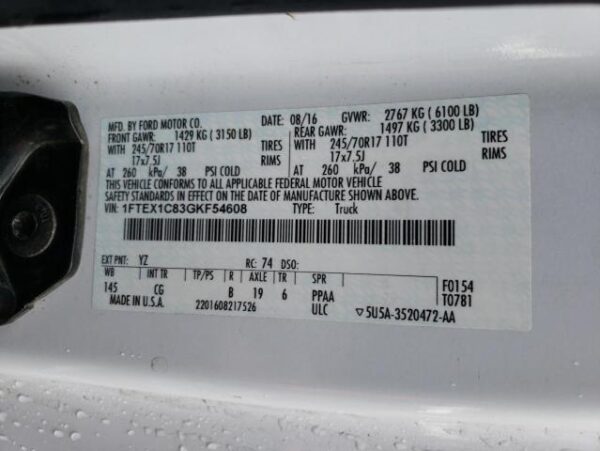 MFD. BY FORD MOTOR CO. DATE: 08/16 GVWR: 2767 KG ( 6100 LB)
FRONT GAWR: 1429 KG ( 3150 LB) REAR GAWR: 1497 KG ( 3300 LB)
WITH 245/70R17 110T TIRES WITH 245/70R17 110T TIRES
17x7.5J RIMS 17x7.5J RIMS
AT 260 kPa/ 38 PSI COLD AT 260 kPa/ 38 PSI COLD
THIS VEHICLE CONFORMS TO ALL APPLICABLE FEDERAL MOTOR VEHICLE
SAFETY STANDARDS IN EFFECT ON THE DATE OF MANUFACTURE SHOWN ABOVE.
VIN: 1FTEX1C83GKF54608 TYPE: Truck
EXT PNT: YZ RC: 74 DSO:
WB INT TR TP/PS R AXLE TR SPR F0154
145 CG B 19 6 PPAA T0781
MADE IN U.S.A. 2201608217526 ULC ▽5U5A-3520472-AA